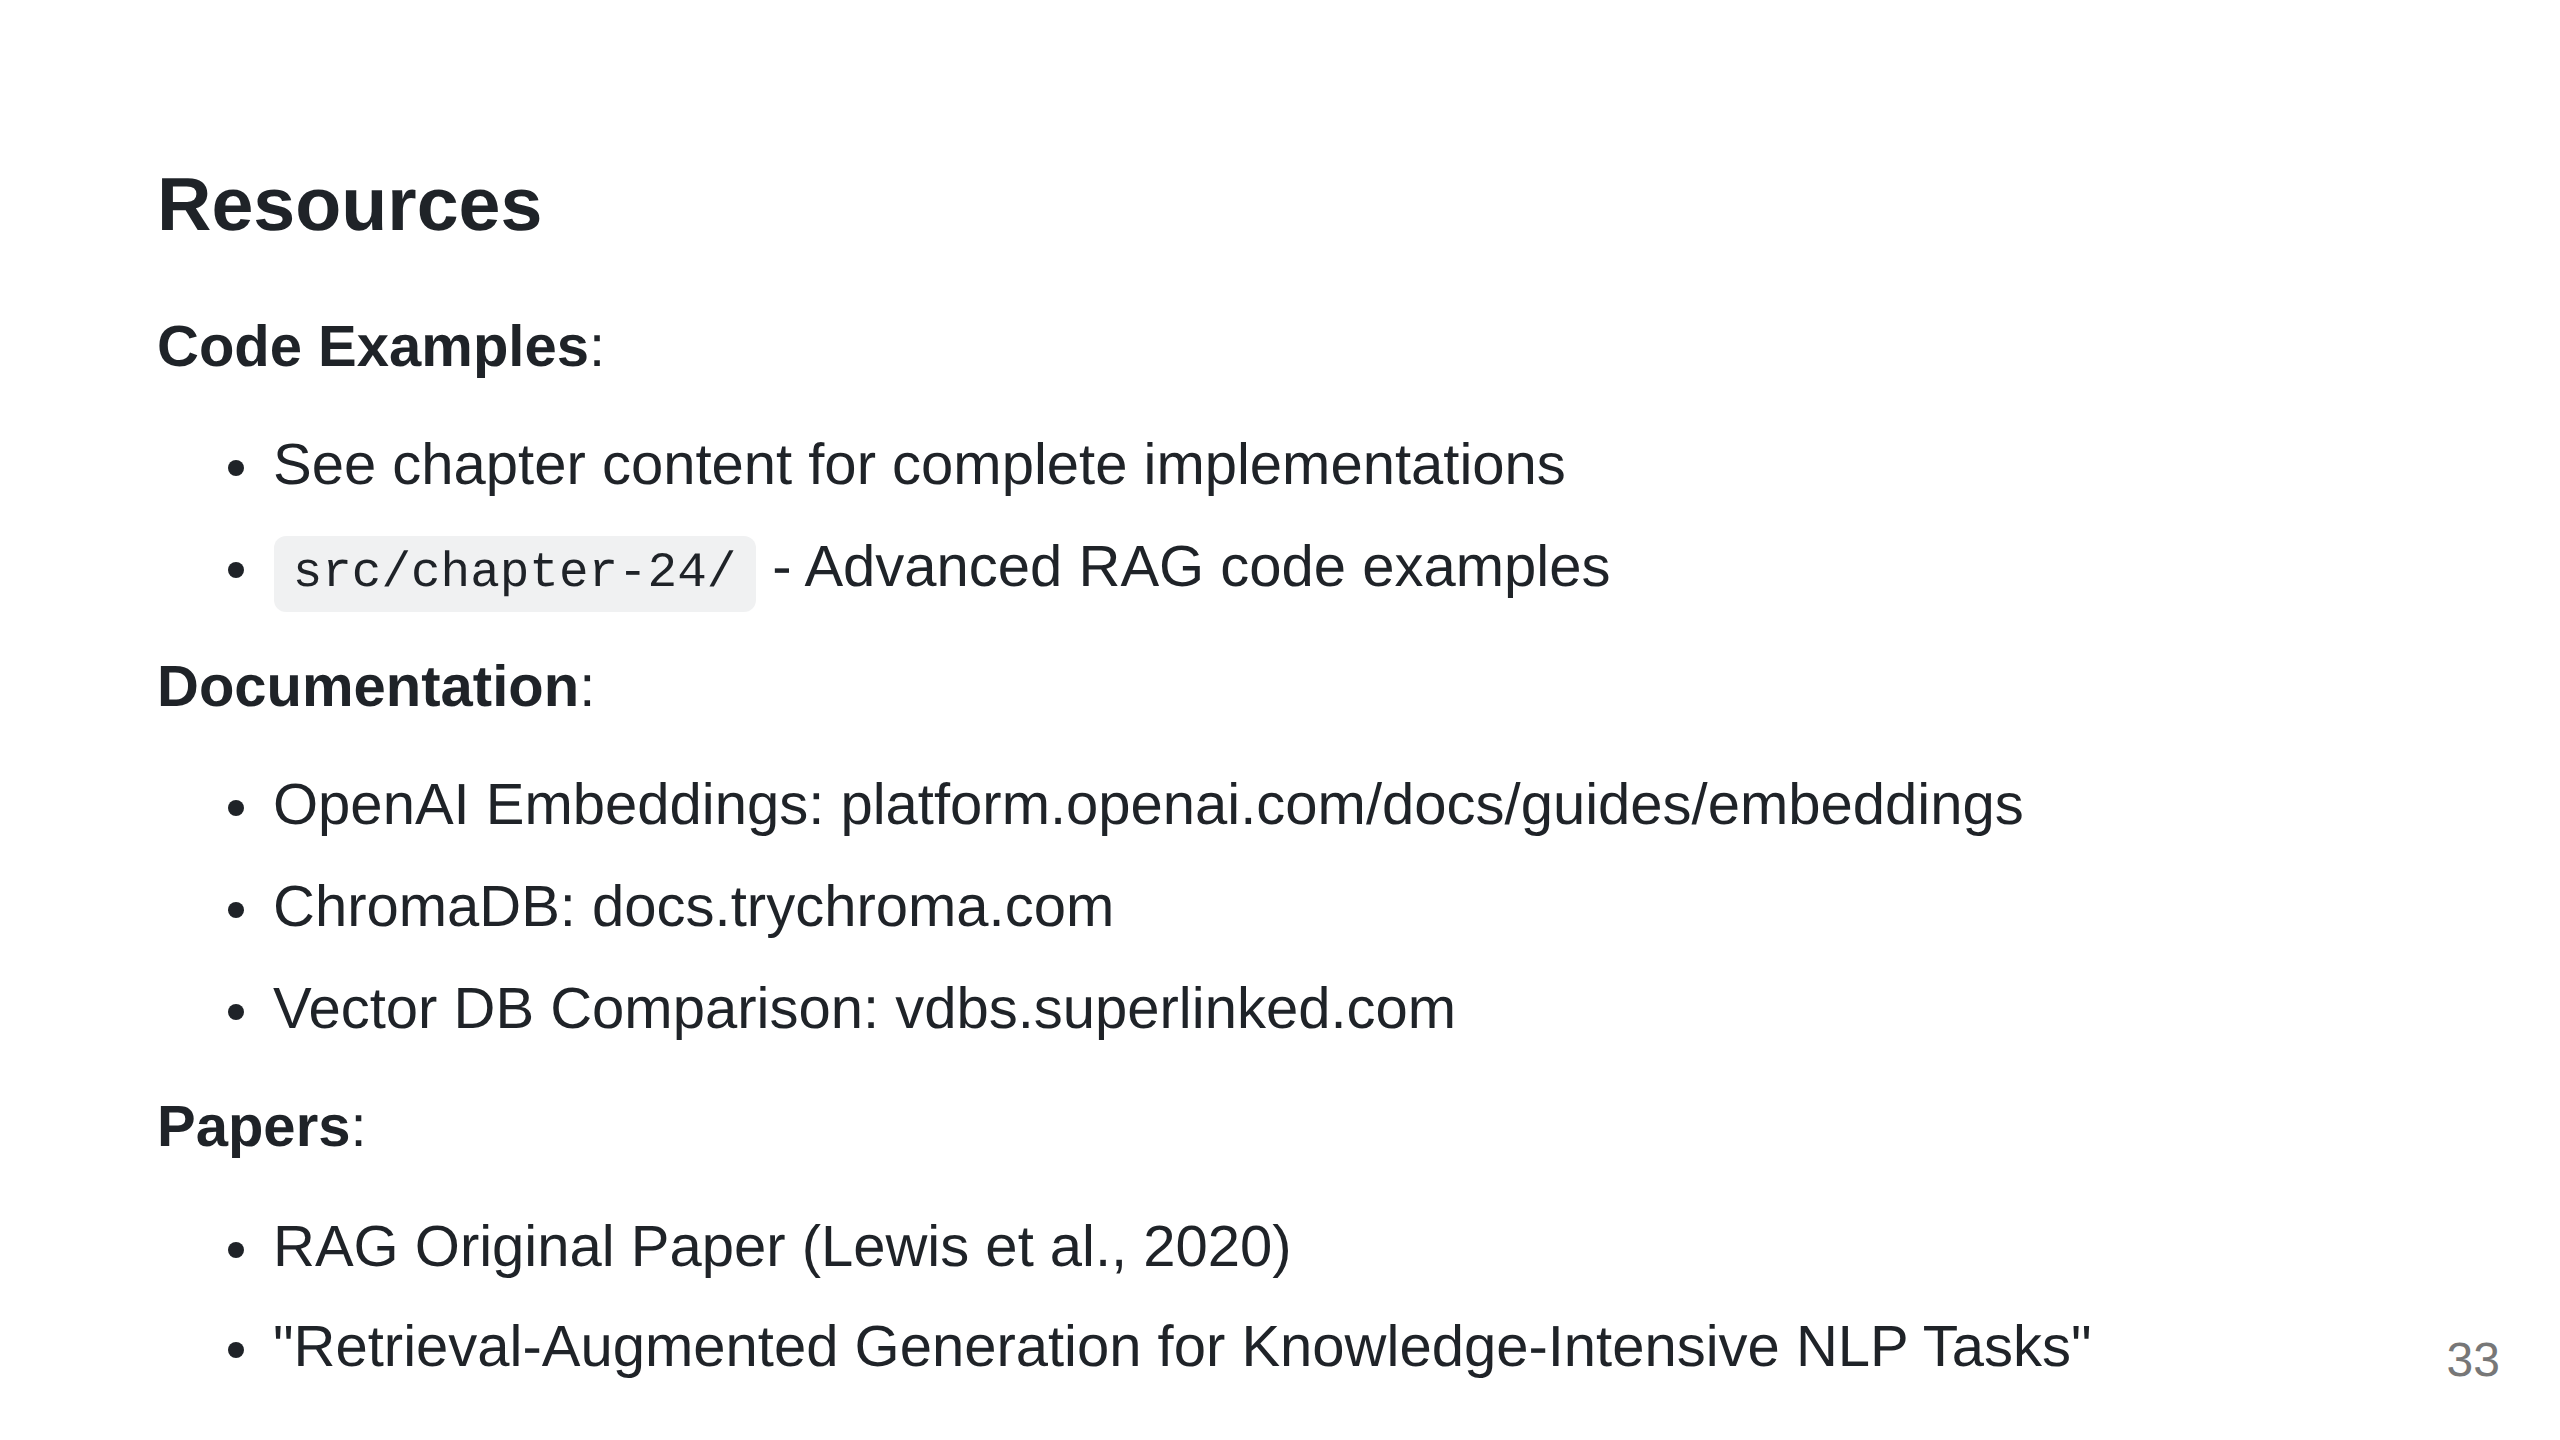 Resources
Code Examples:
• See chapter content for complete implementations
• src/chapter-24/ - Advanced RAG code examples
Documentation:
• OpenAI Embeddings: platform.openai.com/docs/guides/embeddings
• ChromaDB: docs.trychroma.com
• Vector DB Comparison: vdbs.superlinked.com
Papers:
• RAG Original Paper (Lewis et al., 2020)
• "Retrieval-Augmented Generation for Knowledge-Intensive NLP Tasks"
33